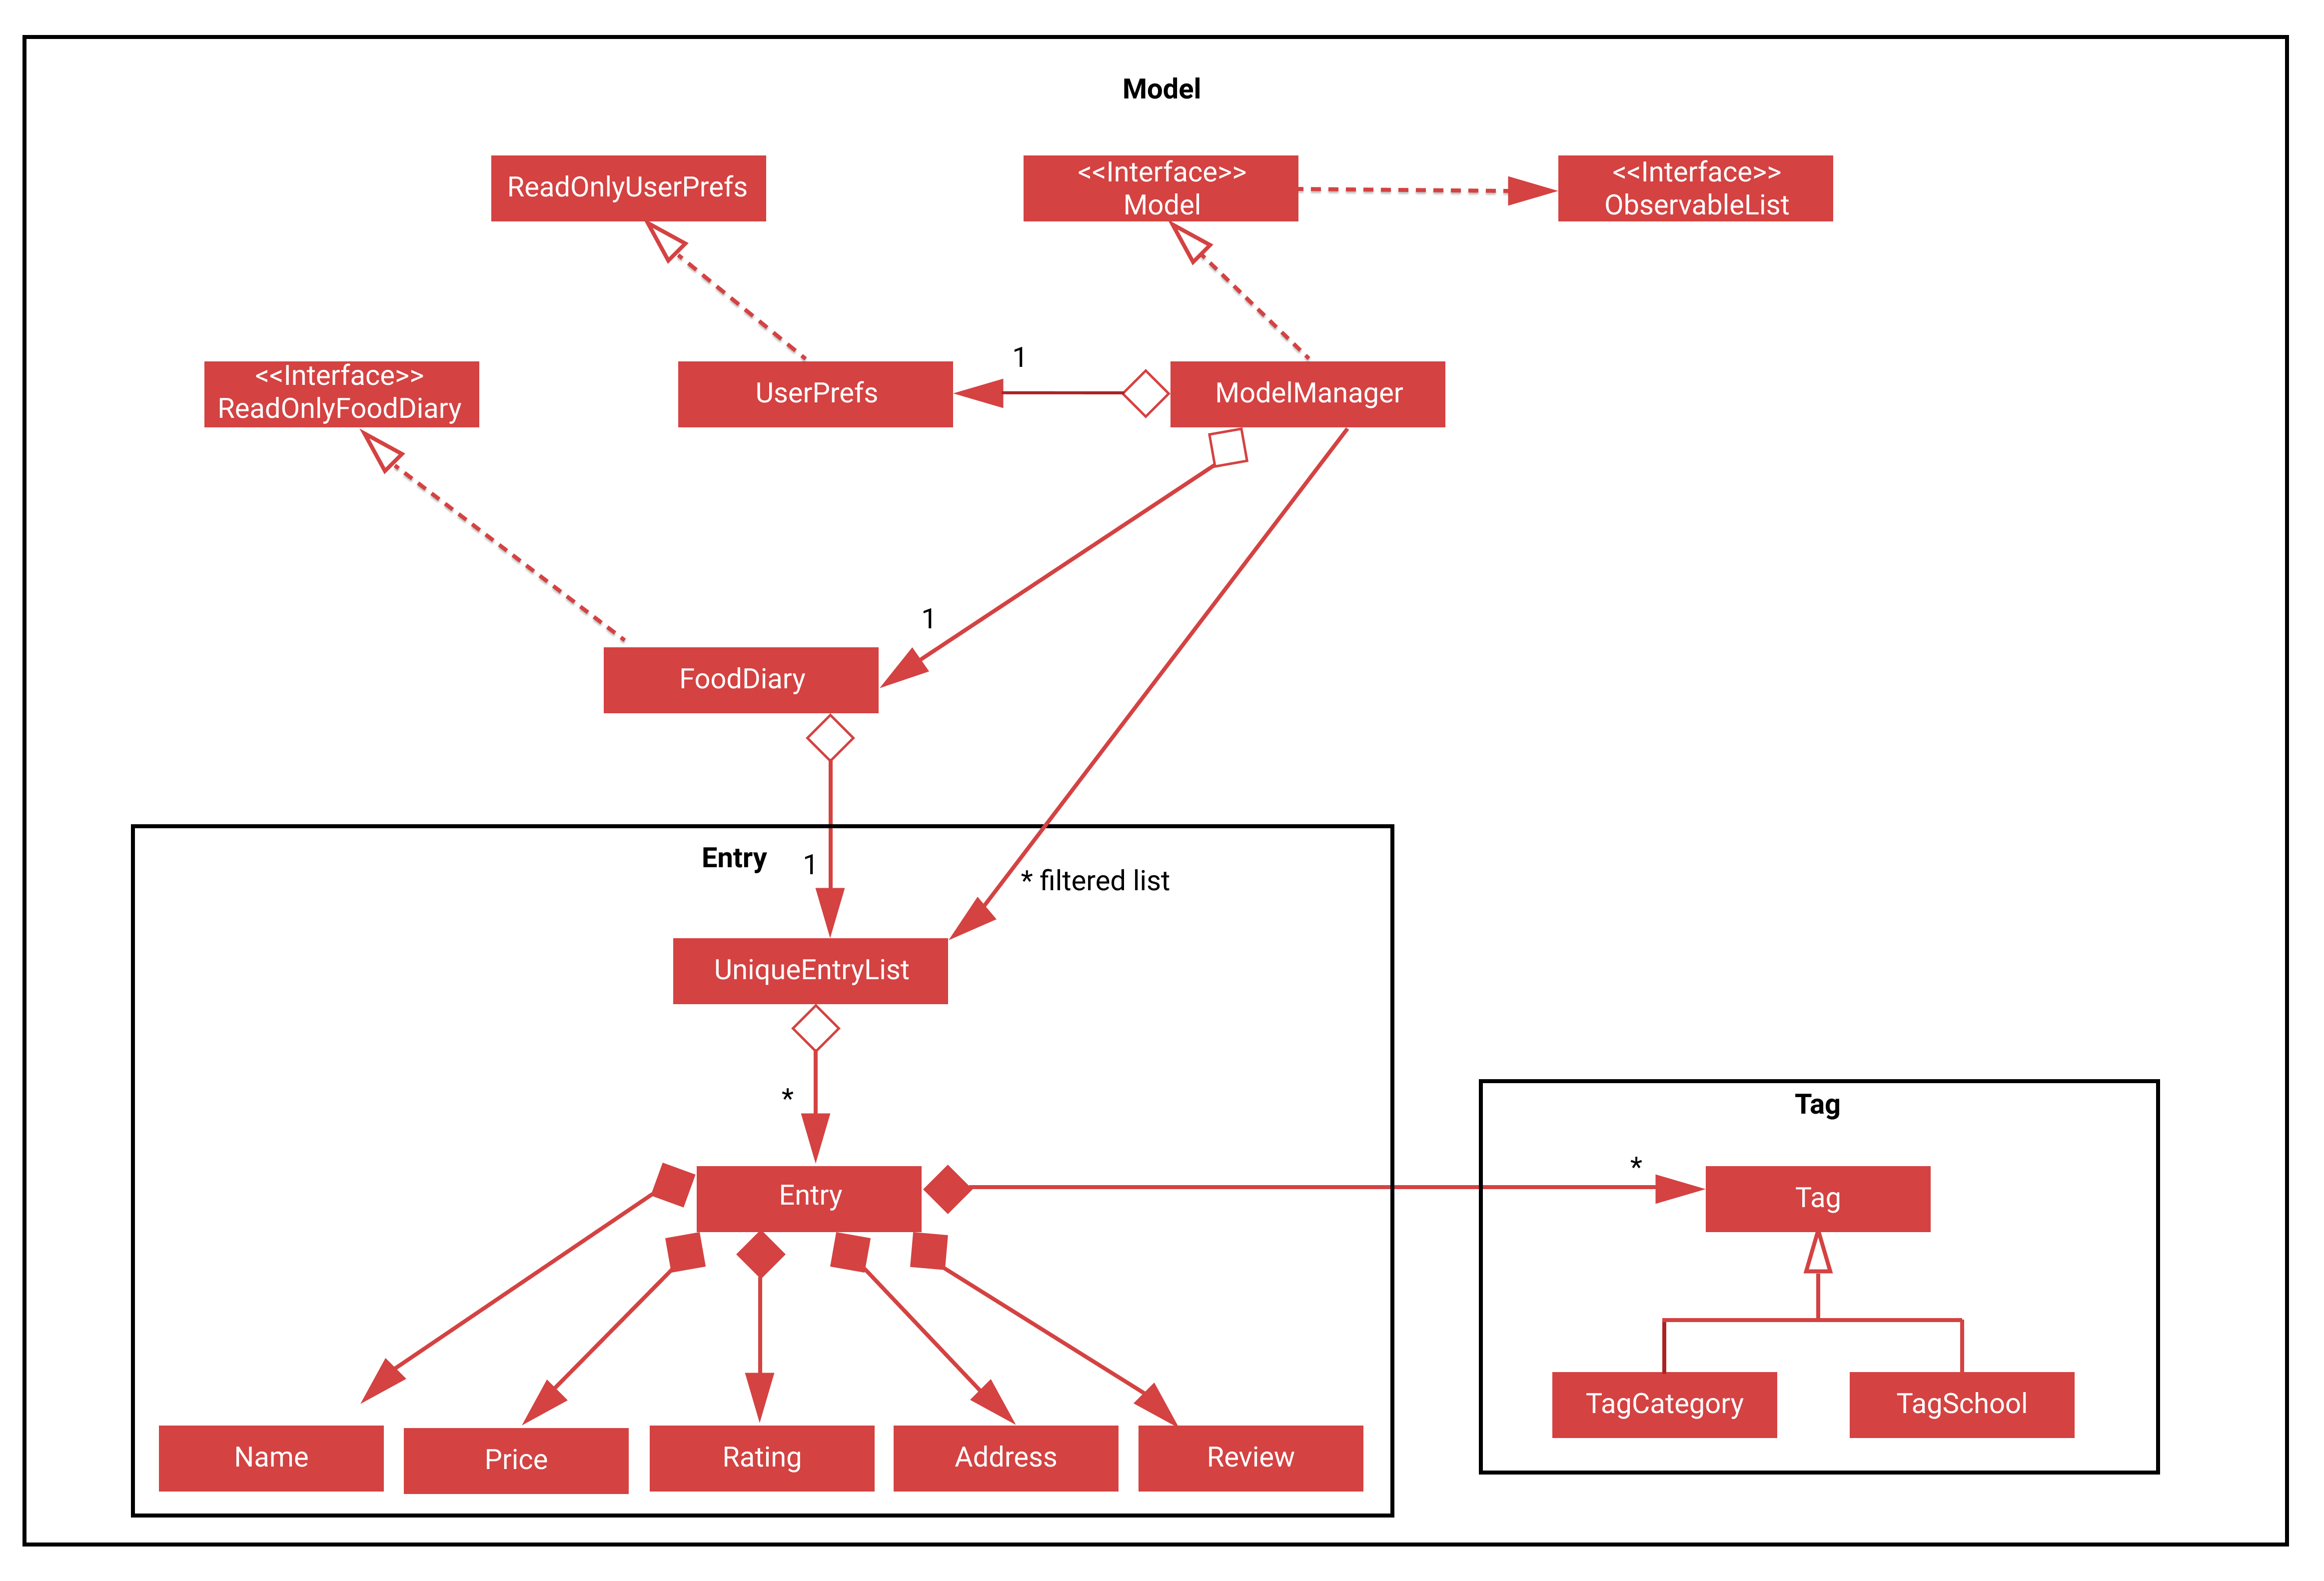 Model
ReadOnlyUserPrefs
<<Interface>>
Model
<<Interface>>
ObservableList
<<Interface>>
ReadOnlyFoodDiary
UserPrefs
1
ModelManager
1
FoodDiary
Entry
1
* filtered list
UniqueEntryList
*
Entry
Tag
*
Tag
TagCategory
TagSchool
Name
Price
Rating
Address
Review